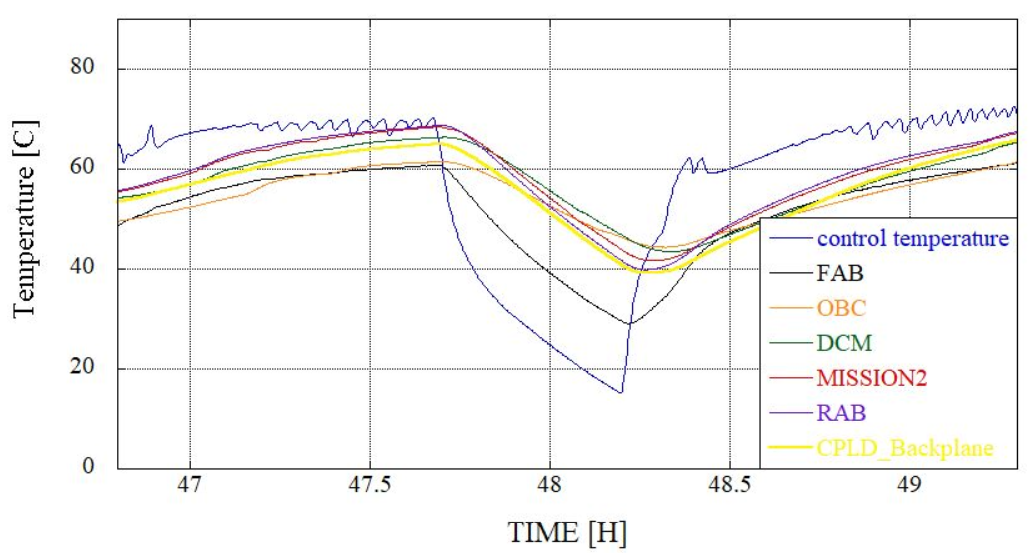 Temperature [C]
80
60
40
20
0
47
47.5
48
48.5
49
TIME [H]
control temperature
FAB
OBC
DCM
MISSION2
RAB
CPLD_Backplane